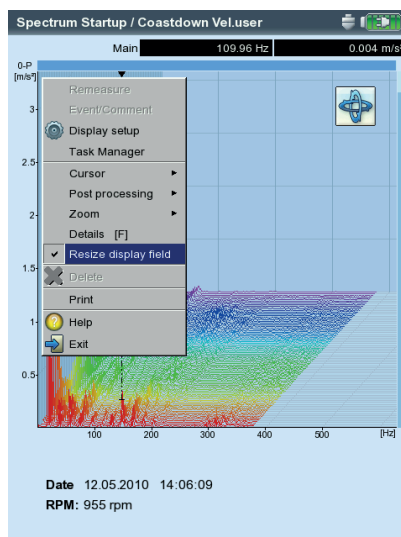 Spectrum Startup / Coastdown Vel.user
Main 109.96 Hz 0.004 m/s
0-P
[m/s²]
Remeasure
Event/Comment
3
Display setup
Task Manager
2.5
Cursor
Post processing
2
Zoom
Details [F]
Resize display field
1.5
Delete
Print
1
Help
Exit
0.5
100 200 300 400 500 [Hz]
Date 12.05.2010 14:06:09
RPM: 955 rpm